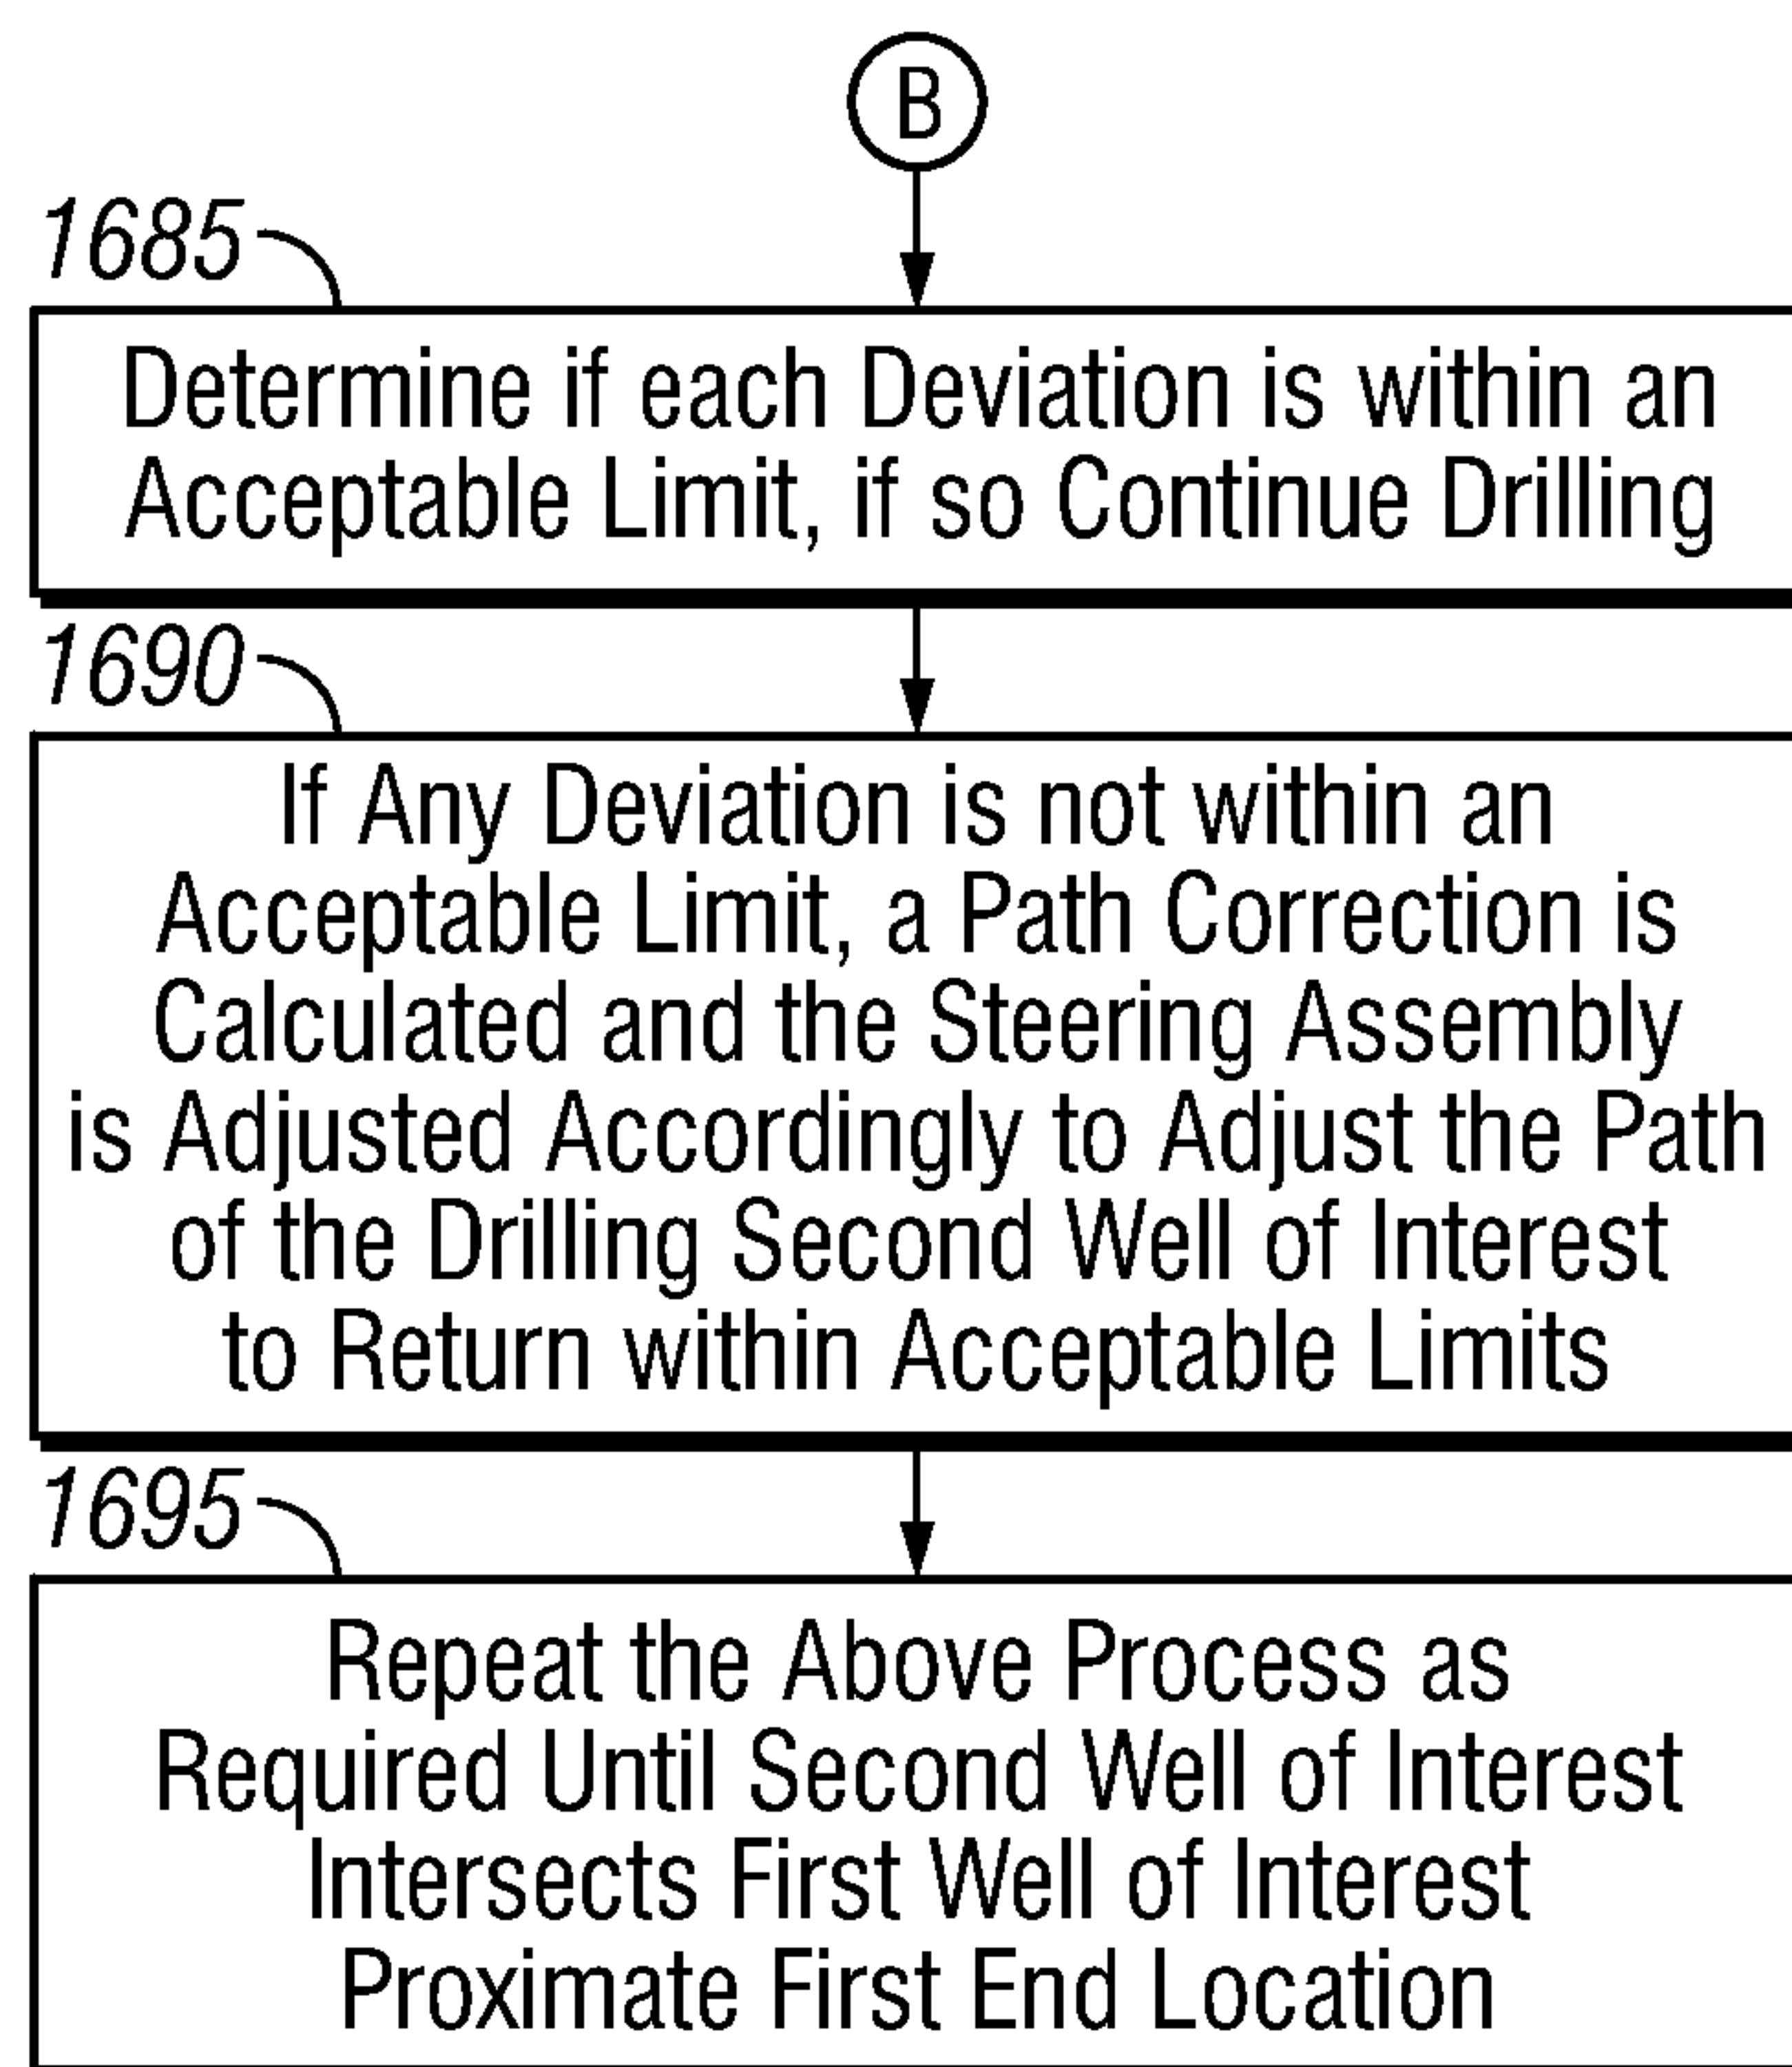 B
1685
Determine if each Deviation is within an
Acceptable Limit, if so Continue Drilling
1690
If Any Deviation is not within an
Acceptable Limit, a Path Correction is
Calculated and the Steering Assembly
is Adjusted Accordingly to Adjust the Path
of the Drilling Second Well of Interest
to Return within Acceptable Limits
1695
Repeat the Above Process as
Required Until Second Well of Interest
Intersects First Well of Interest
Proximate First End Location